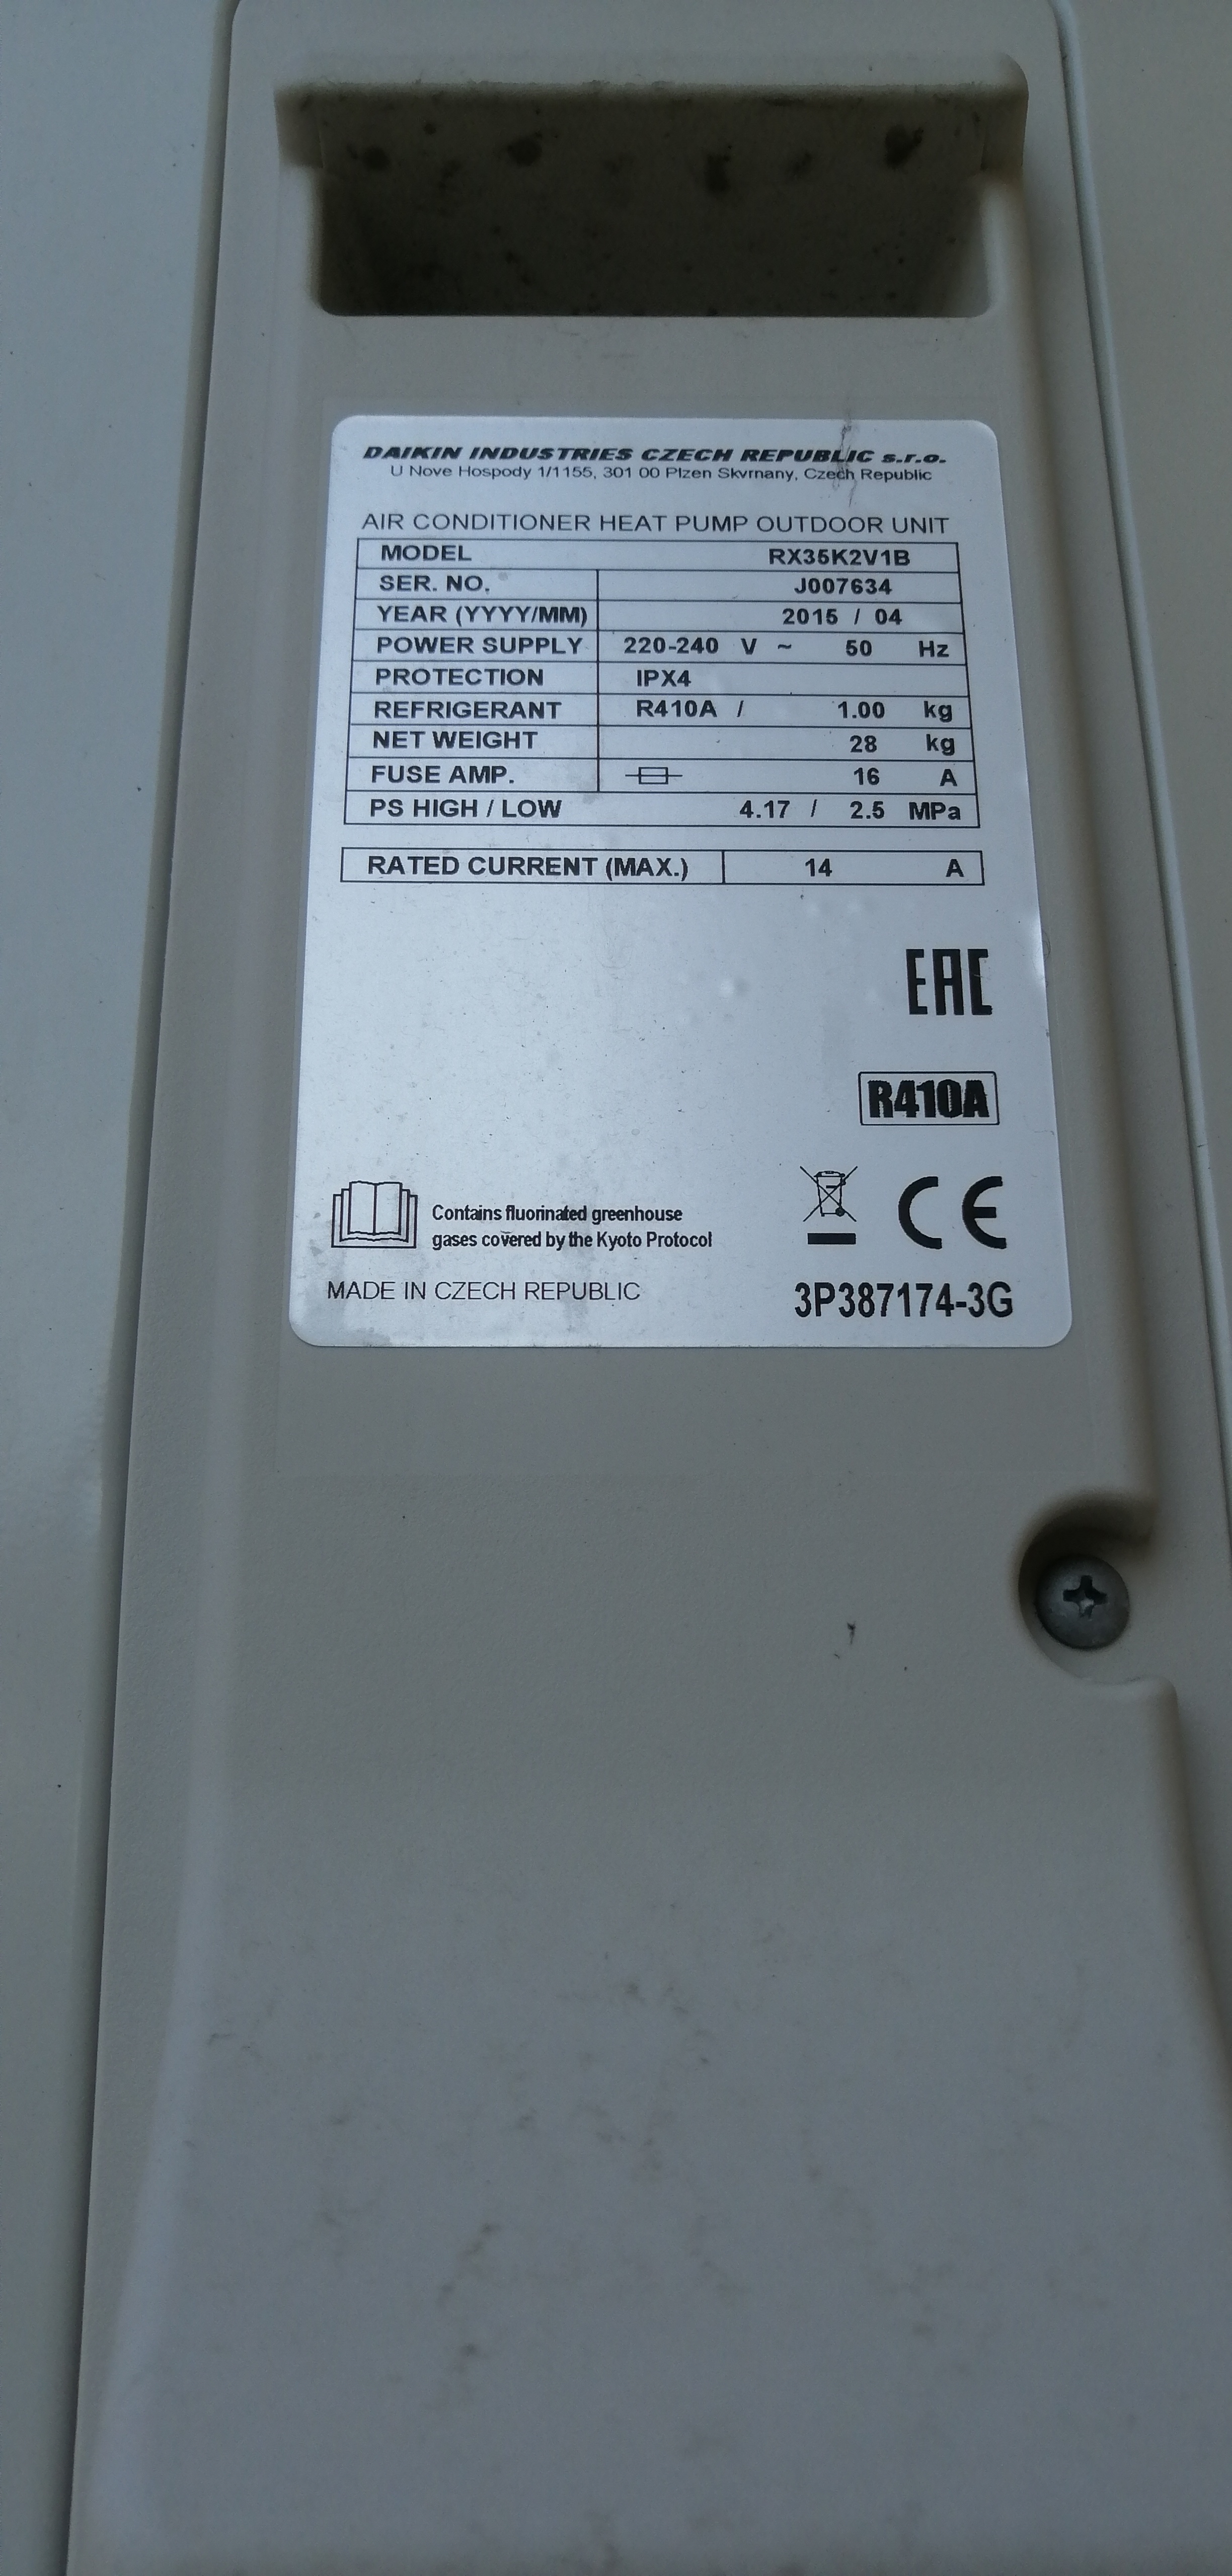 DAIKIN INDUSTRIES CZECH REPUBLIC s.r.o.
U Nove Hospody 1/1155, 301 00 Plzen Skvrnany, Czech Republic
AIR CONDITIONER HEAT PUMP OUTDOOR UNIT
MODEL RX35K2V1B
SER. NO. J007634
YEAR (YYYY/MM) 2015 / 04
POWER SUPPLY 220-240 V ~ 50 Hz
PROTECTION IPX4
REFRIGERANT R410A / 1.00 kg
NET WEIGHT 28 kg
FUSE AMP. 16 A
PS HIGH / LOW 4.17 / 2.5 MPa
RATED CURRENT (MAX.) 14 A
EAC
R410A
Contains fluorinated greenhouse
gases covered by the Kyoto Protocol
CE
MADE IN CZECH REPUBLIC
3P387174-3G